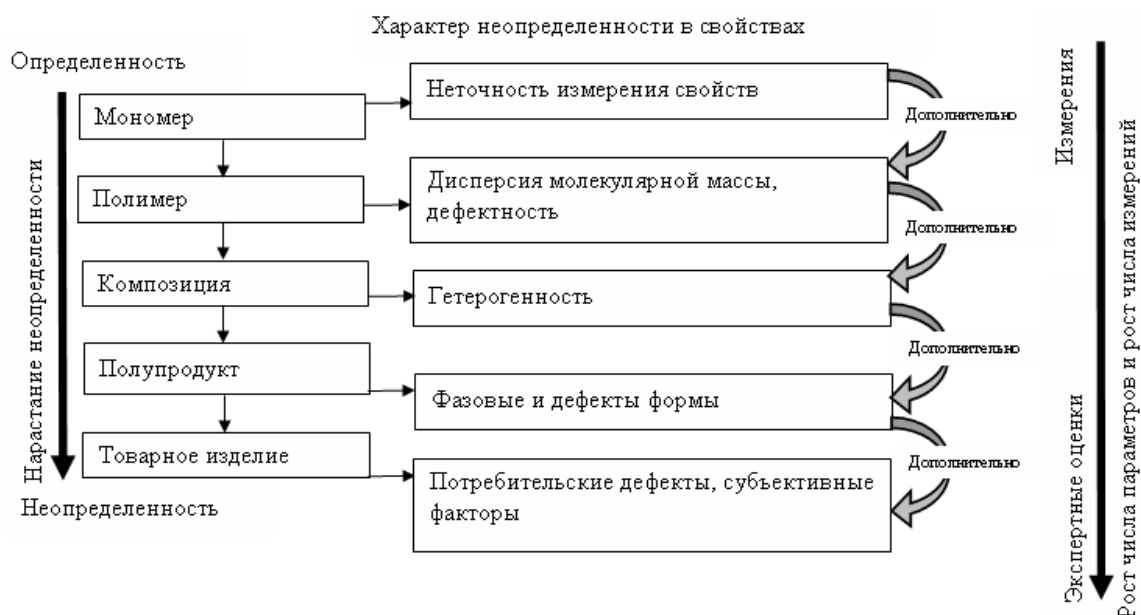 Характер неопределенности в свойствах
Определенность
Нарастание неопределенности
Неопределенность
Мономер
Полимер
Композиция
Полупродукт
Товарное изделие
Неточность измерения свойств
Дополнительно
Дисперсия молекулярной массы,
дефектность
Дополнительно
Гетерогенность
Дополнительно
Фазовые и дефекты формы
Дополнительно
Потребительские дефекты, субъективные
факторы
Измерения
Экспертные оценки
Рост числа параметров и рост числа измерений